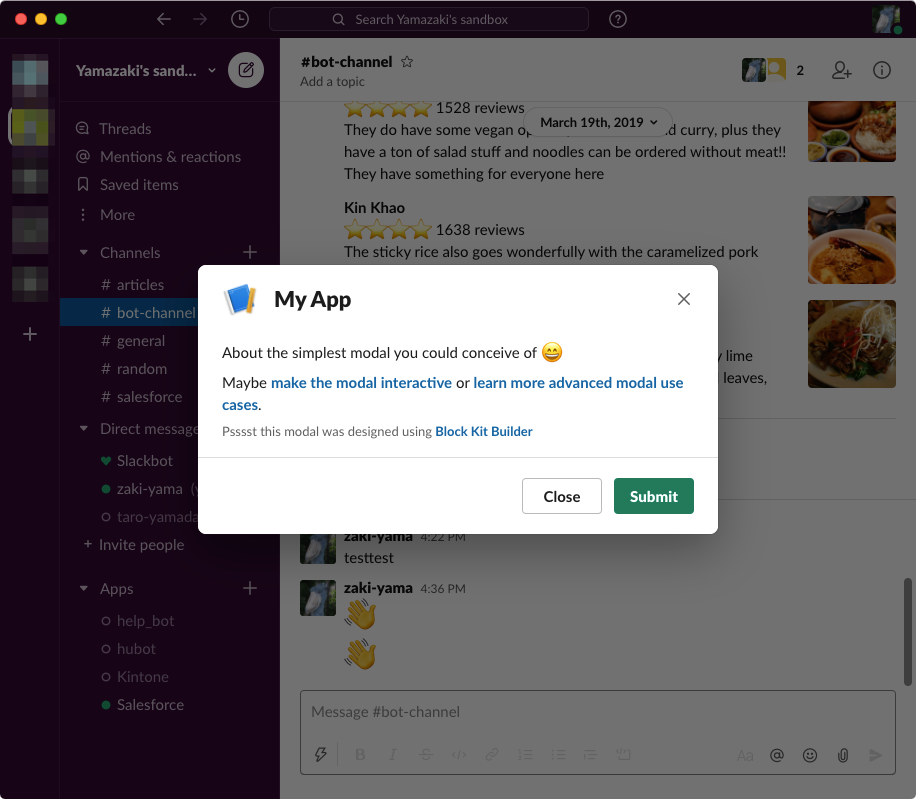 Search Yamazaki's sandbox
Yamazaki's sand...
Threads
Mentions & reactions
Saved items
More
Channels
# articles
# bot-channel
# general
# random
# salesforce
Direct message
Slackbot
zaki-yama
taro-yamada
+ Invite people
Apps
help_bot
hubot
Kintone
Salesforce
#bot-channel
Add a topic
2
1528 reviews
March 19th, 2019
They do have some vegan d curry, plus they
have a ton of salad stuff and noodles can be ordered without meat!!
They have something for everyone here
Kin Khao
1638 reviews
The sticky rice also goes wonderfully with the caramelized pork
lime
leaves,
My App
About the simplest modal you could conceive of 😄
Maybe make the modal interactive or learn more advanced modal use
cases.
Psssst this modal was designed using Block Kit Builder
Close
Submit
zaki-yama 4:22 PM
testtest
zaki-yama 4:36 PM
👋
👋
Message #bot-channel
B I S </>
Aa @